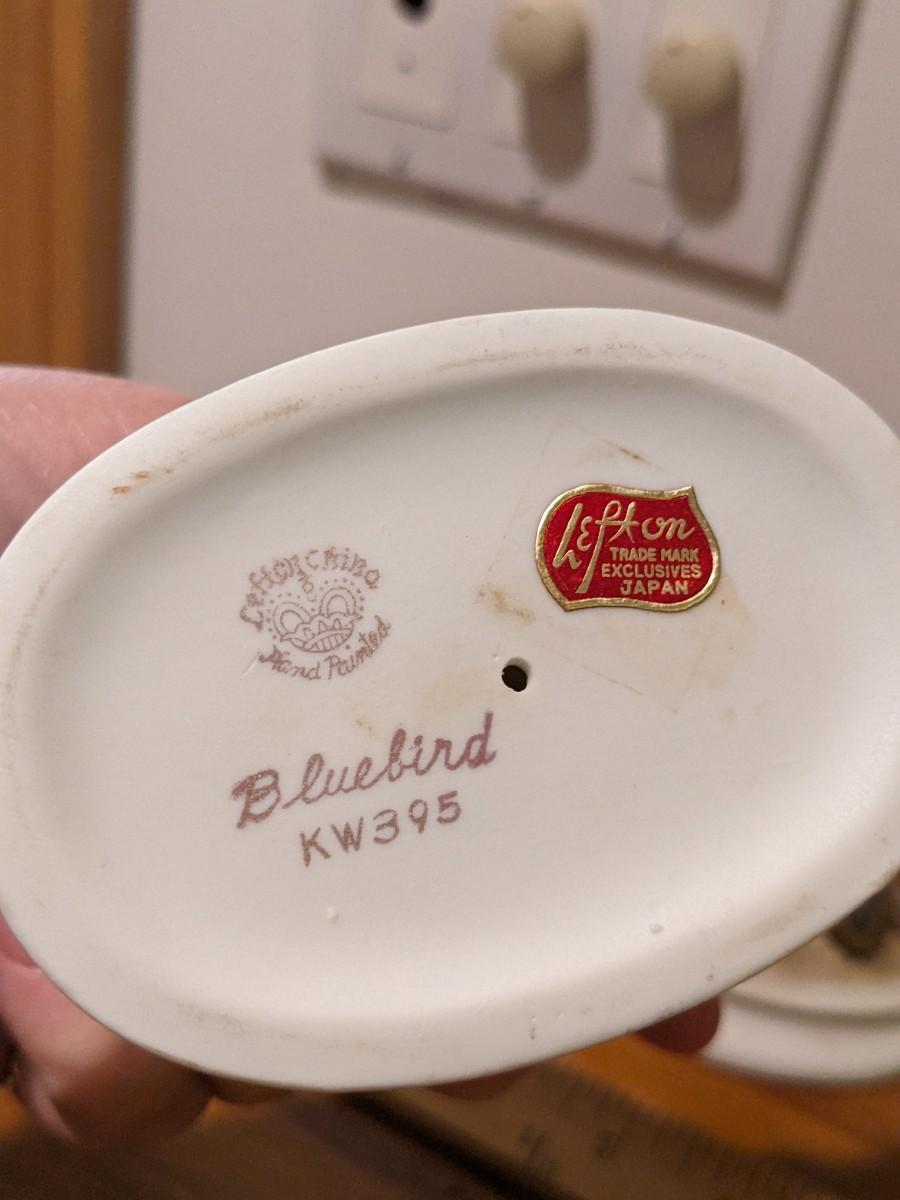 Lefton China
Hand Painted
Lefton
TRADE MARK
EXCLUSIVES
JAPAN
Bluebird
KW395